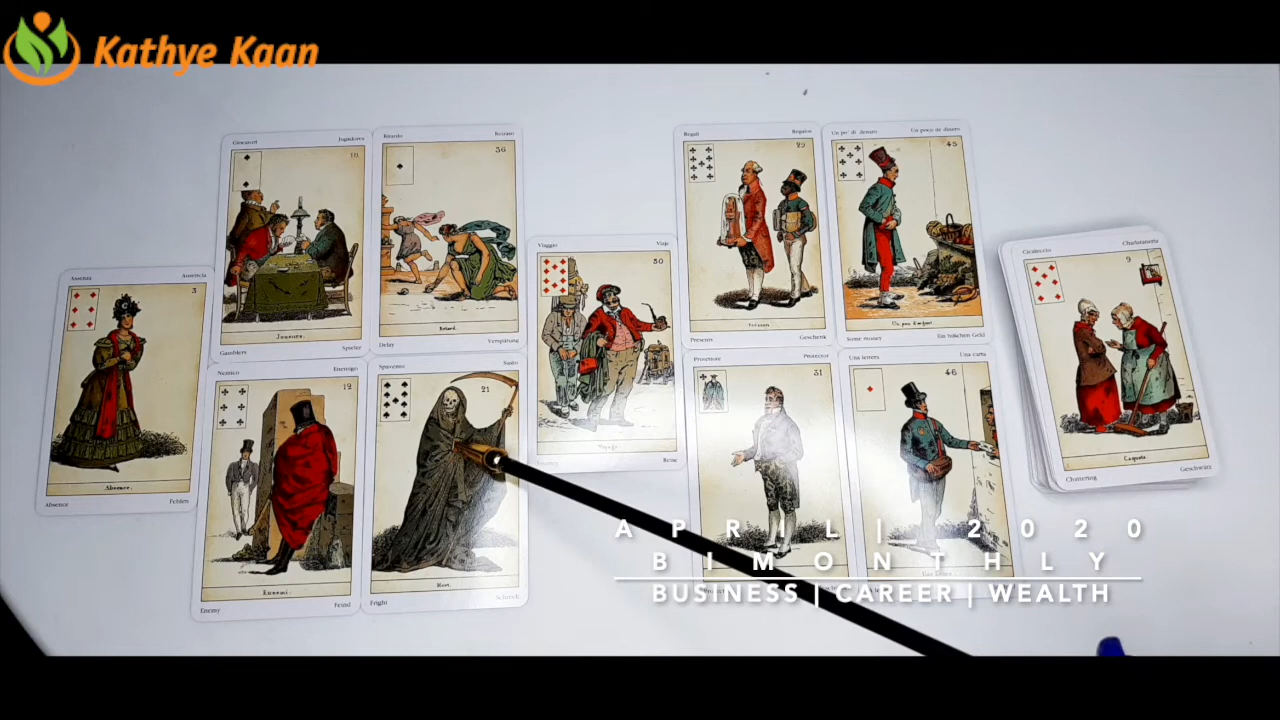 Kathye Kaan
Giocatori Jugadores
10
Joueurs.
Gamblers Spieler
Ritardo Retraso
36
Retard.
Delay Verspätung
Regali Regalos
29
Présens
Presents Geschenk
Un po' di denaro Un poco de dinero
45
Un peu d'argent
Some money Ein bißchen Geld
Viaggio Viaje
30
Voyage.
Reise
Cicaleccio Charlatanería
9
Caquets.
Chattering Geschwätz
Assenza Ausencia
3
Absence.
Absence Fehlen
Nemico Enemigo
12
Ennemi.
Enemy Feind
Spavento Susto
21
Mort.
Fright Schreck
Protettore Protector
31
Una lettera Una carta
46
APRIL | 2020
BIMONTHLY
BUSINESS | CAREER | WEALTH